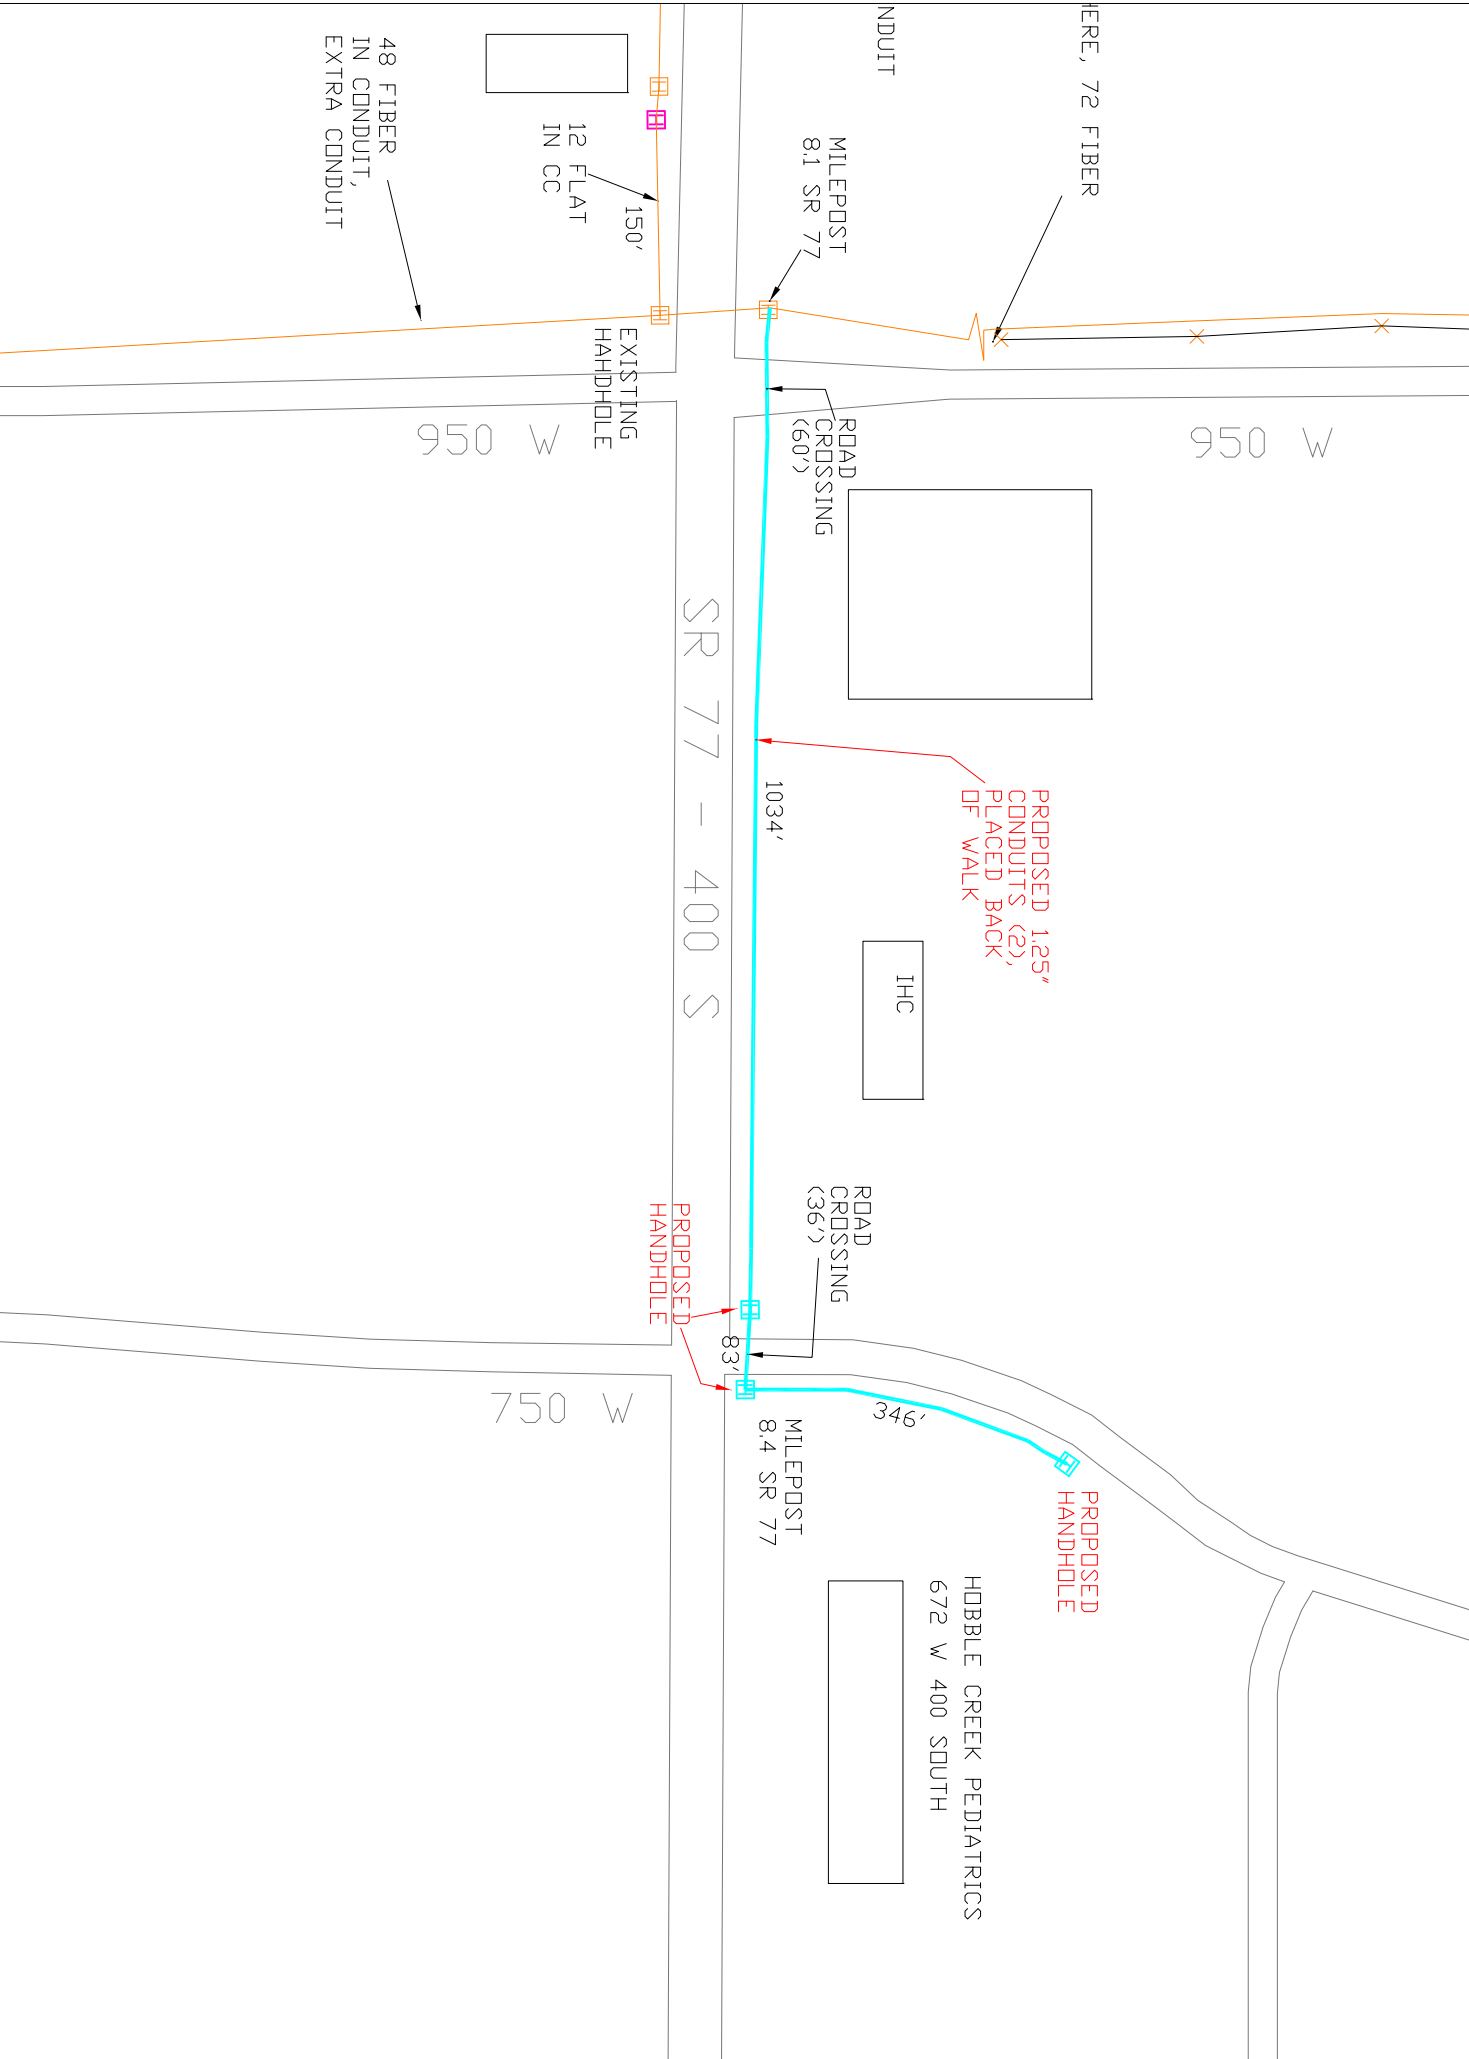 NDUIT
HERE, 72 FIBER
48 FIBER
IN CONDUIT,
EXTRA CONDUIT
12 FLAT
IN CC
150'
MILEPOST
8.1 SR 77
EXISTING
HAHDHOLE
950 W
950 W
ROAD
CROSSING
(60')
SR 77 - 400 S
1034'
PROPOSED 1.25"
CONDUITS (2),
PLACED BACK
OF WALK
IHC
ROAD
CROSSING
(36')
PROPOSED
HANDHOLE
83'
750 W
346'
MILEPOST
8.4 SR 77
PROPOSED
HANDHOLE
HOBBLE CREEK PEDIATRICS
672 W 400 SOUTH